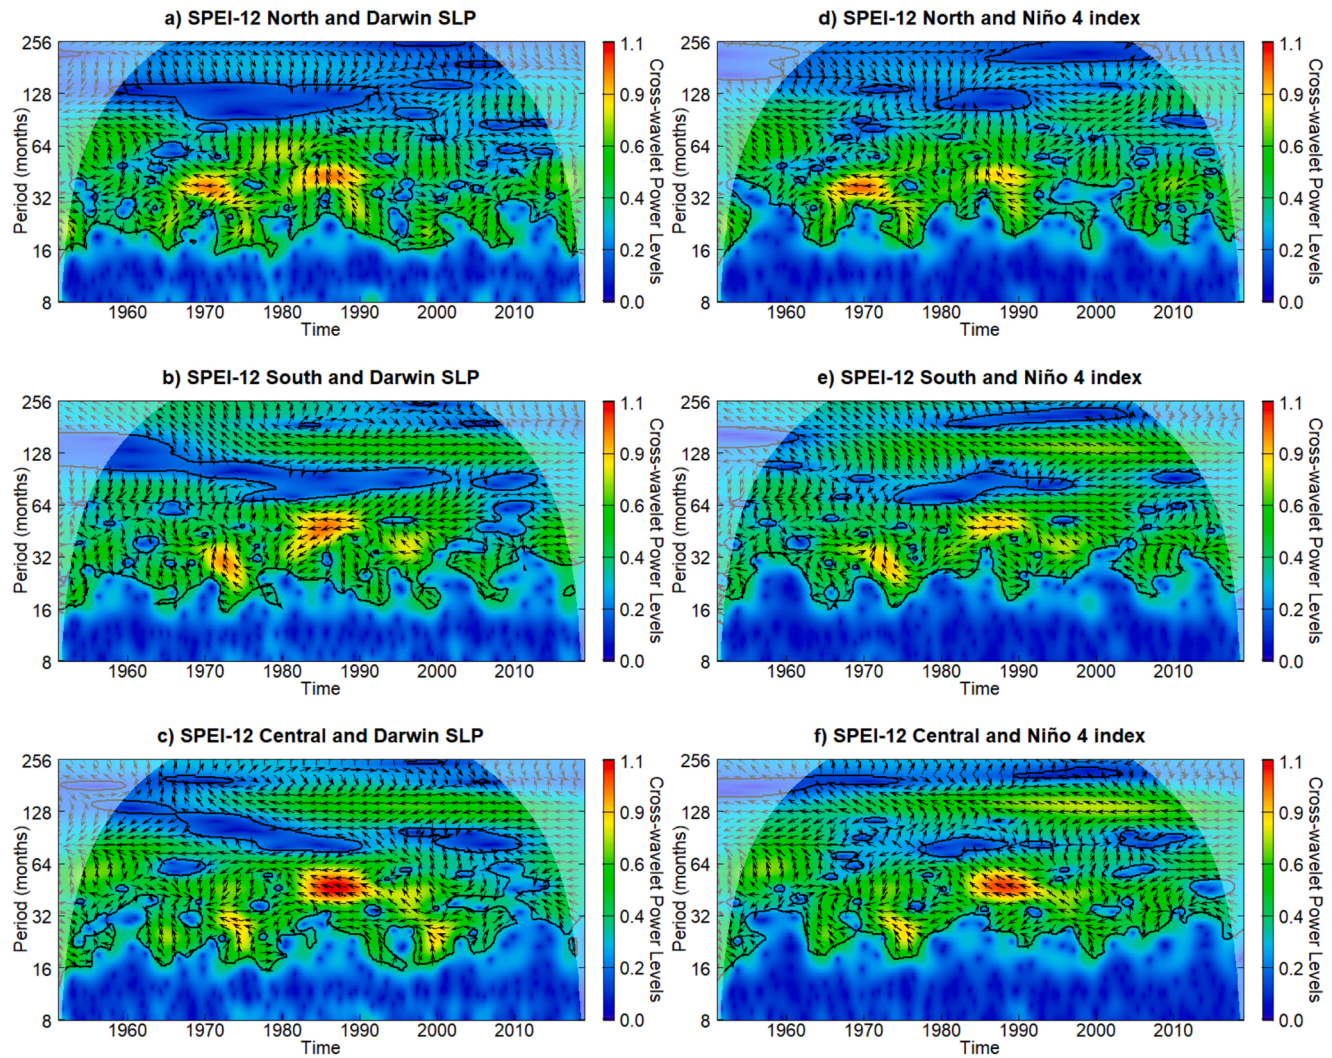 a) SPEI-12 North and Darwin SLP
Period (months)
256
128
64
32
16
8
1960 1970 1980 1990 2000 2010
Time
1.1
0.9
0.6
0.4
0.2
0.0
Cross-wavelet Power Levels
d) SPEI-12 North and Niño 4 index
Period (months)
256
128
64
32
16
8
1960 1970 1980 1990 2000 2010
Time
1.1
0.9
0.6
0.4
0.2
0.0
Cross-wavelet Power Levels
b) SPEI-12 South and Darwin SLP
Period (months)
256
128
64
32
16
8
1960 1970 1980 1990 2000 2010
Time
1.1
0.9
0.6
0.4
0.2
0.0
Cross-wavelet Power Levels
e) SPEI-12 South and Niño 4 index
Period (months)
256
128
64
32
16
8
1960 1970 1980 1990 2000 2010
Time
1.1
0.9
0.6
0.4
0.2
0.0
Cross-wavelet Power Levels
c) SPEI-12 Central and Darwin SLP
Period (months)
256
128
64
32
16
8
1960 1970 1980 1990 2000 2010
Time
1.1
0.9
0.6
0.4
0.2
0.0
Cross-wavelet Power Levels
f) SPEI-12 Central and Niño 4 index
Period (months)
256
128
64
32
16
8
1960 1970 1980 1990 2000 2010
Time
1.1
0.9
0.6
0.4
0.2
0.0
Cross-wavelet Power Levels